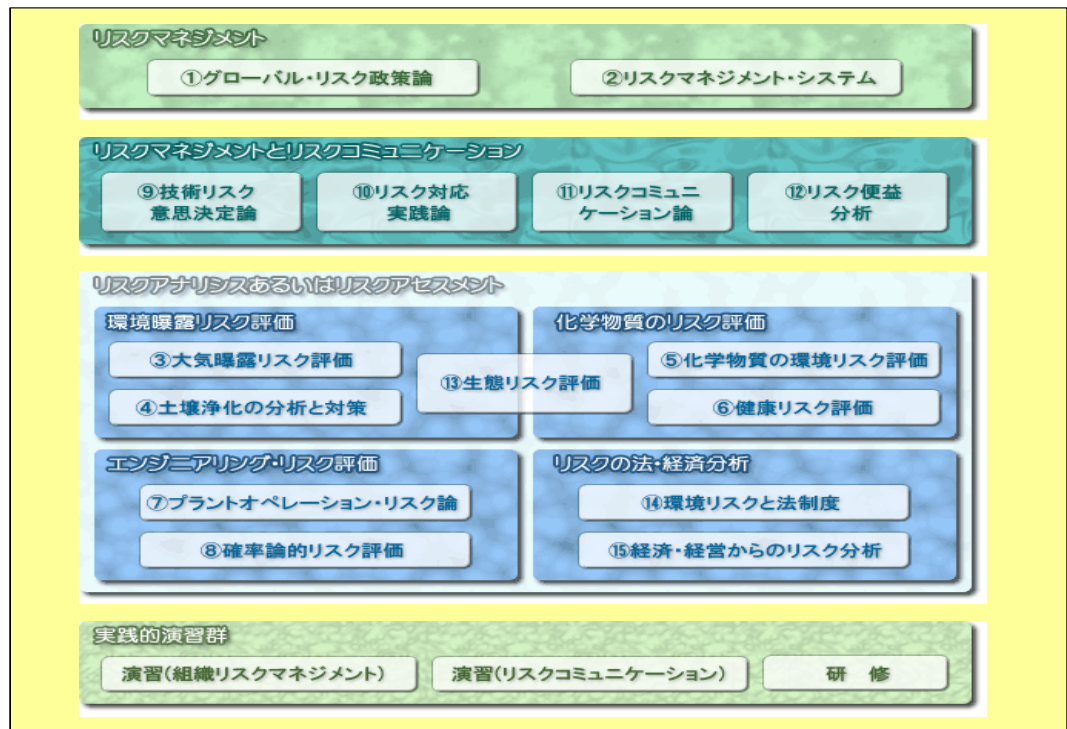 リスクマネジメント
①グローバル・リスク政策論
②リスクマネジメント・システム
リスクマネジメントとリスクコミュニケーション
⑨技術リスク
意思決定論
⑩リスク対応
実践論
⑪リスクコミュニ
ケーション論
⑫リスク便益
分析
リスクアナリシスあるいはリスクアセスメント
環境曝露リスク評価
③大気曝露リスク評価
④土壌浄化の分析と対策
⑬生態リスク評価
化学物質のリスク評価
⑤化学物質の環境リスク評価
⑥健康リスク評価
エンジニアリング・リスク評価
⑦プラントオペレーション・リスク論
⑧確率論的リスク評価
リスクの法・経済分析
⑭環境リスクと法制度
⑮経済・経営からのリスク分析
実践的演習群
演習(組織リスクマネジメント)
演習(リスクコミュニケーション)
研 修